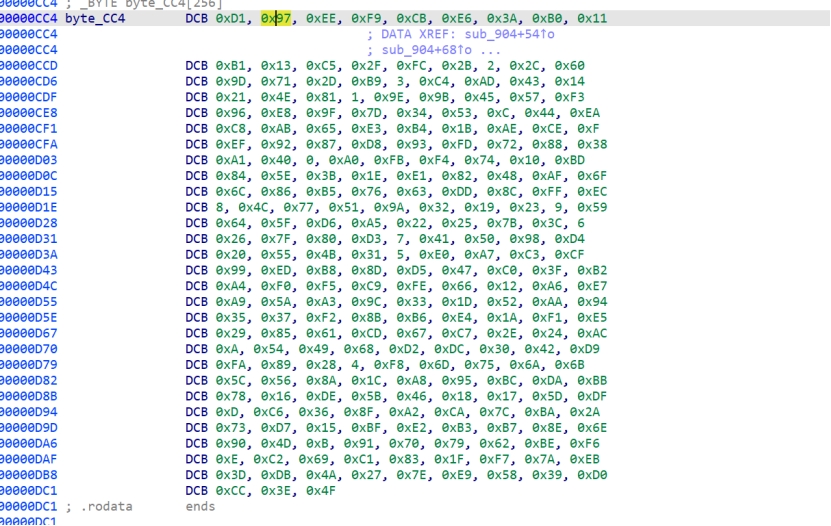 00000CC4 ; _BYTE byte_CC4[256]
00000CC4 byte_CC4 DCB 0xD1, 0x97, 0xEE, 0xF9, 0xCB, 0xE6, 0x3A, 0xB0, 0x11
00000CC4 ; DATA XREF: sub_904+54↑o
00000CC4 ; sub_904+68↑o ...
00000CCD DCB 0xB1, 0x13, 0xC5, 0x2F, 0xFC, 0x2B, 2, 0x2C, 0x60
00000CD6 DCB 0x9D, 0x71, 0x2D, 0xB9, 3, 0xC4, 0xAD, 0x43, 0x14
00000CDF DCB 0x21, 0x4E, 0x81, 1, 0x9E, 0x9B, 0x45, 0x57, 0xF3
00000CE8 DCB 0x96, 0xE8, 0x9F, 0x7D, 0x34, 0x53, 0xC, 0x44, 0xEA
00000CF1 DCB 0xC8, 0xAB, 0x65, 0xE3, 0xB4, 0x1B, 0xAE, 0xCE, 0xF
00000CFA DCB 0xEF, 0x92, 0x87, 0xD8, 0x93, 0xFD, 0x72, 0x88, 0x38
00000D03 DCB 0xA1, 0x40, 0, 0xA0, 0xFB, 0xF4, 0x74, 0x10, 0xBD
00000D0C DCB 0x84, 0x5E, 0x3B, 0x1E, 0xE1, 0x82, 0x48, 0xAF, 0x6F
00000D15 DCB 0x6C, 0x86, 0xB5, 0x76, 0x63, 0xDD, 0x8C, 0xFF, 0xEC
00000D1E DCB 8, 0x4C, 0x77, 0x51, 0x9A, 0x32, 0x19, 0x23, 9, 0x59
00000D28 DCB 0x64, 0x5F, 0xD6, 0xA5, 0x22, 0x25, 0x7B, 0x3C, 6
00000D31 DCB 0x26, 0x7F, 0x80, 0xD3, 7, 0x41, 0x50, 0x98, 0xD4
00000D3A DCB 0x20, 0x55, 0x4B, 0x31, 5, 0xE0, 0xA7, 0xC3, 0xCF
00000D43 DCB 0x99, 0xED, 0xB8, 0x8D, 0xD5, 0x47, 0xC0, 0x3F, 0xB2
00000D4C DCB 0xA4, 0xF0, 0xF5, 0xC9, 0xFE, 0x66, 0x12, 0xA6, 0xE7
00000D55 DCB 0xA9, 0x5A, 0xA3, 0x9C, 0x33, 0x1D, 0x52, 0xAA, 0x94
00000D5E DCB 0x35, 0x37, 0xF2, 0x8B, 0xB6, 0xE4, 0x1A, 0xF1, 0xE5
00000D67 DCB 0x29, 0x85, 0x61, 0xCD, 0x67, 0xC7, 0x2E, 0x24, 0xAC
00000D70 DCB 0xA, 0x54, 0x49, 0x68, 0xD2, 0xDC, 0x30, 0x42, 0xD9
00000D79 DCB 0xFA, 0x89, 0x28, 4, 0xF8, 0x6D, 0x75, 0x6A, 0x6B
00000D82 DCB 0x5C, 0x56, 0x8A, 0x1C, 0xA8, 0x95, 0xBC, 0xDA, 0xBB
00000D8B DCB 0x78, 0x16, 0xDE, 0x5B, 0x46, 0x18, 0x17, 0x5D, 0xDF
00000D94 DCB 0xD, 0xC6, 0x36, 0x8F, 0xA2, 0xCA, 0x7C, 0xBA, 0x2A
00000D9D DCB 0x73, 0xD7, 0x15, 0xBF, 0xE2, 0xB3, 0xB7, 0x8E, 0x6E
00000DA6 DCB 0x90, 0x4D, 0xB, 0x91, 0x70, 0x79, 0x62, 0xBE, 0xF6
00000DAF DCB 0xE, 0xC2, 0x69, 0xC1, 0x83, 0x1F, 0xF7, 0x7A, 0xEB
00000DB8 DCB 0x3D, 0xDB, 0x4A, 0x27, 0x7E, 0xE9, 0x58, 0x39, 0xD0
00000DC1 DCB 0xCC, 0x3E, 0x4F
00000DC1 ; .rodata ends
00000DC1